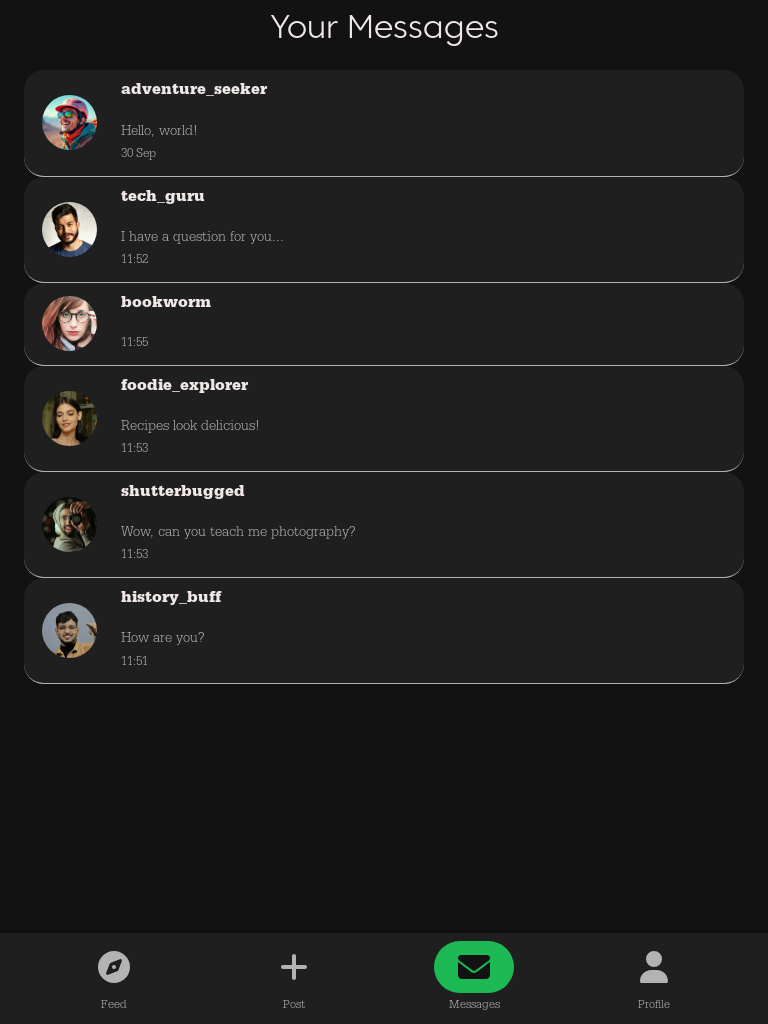 Your Messages
adventure_seeker
Hello, world!
30 Sep
tech_guru
I have a question for you...
11:52
bookworm
11:55
foodie_explorer
Recipes look delicious!
11:53
shutterbugged
Wow, can you teach me photography?
11:53
history_buff
How are you?
11:51
Feed
Post
Messages
Profile